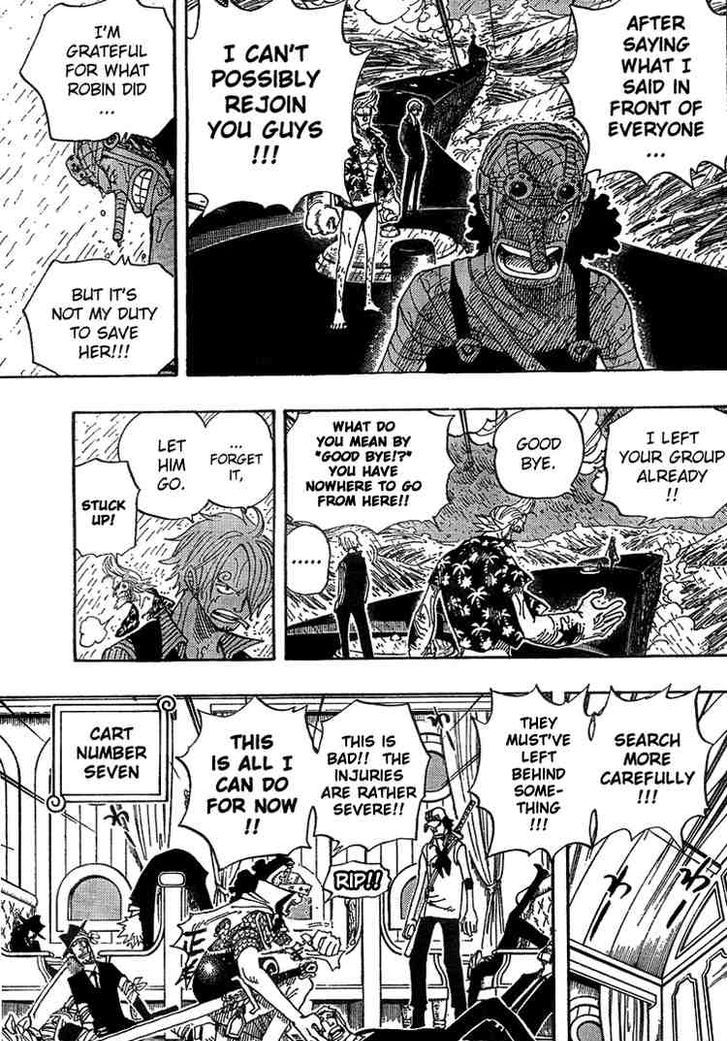 AFTER
SAYING
WHAT I
SAID IN
FRONT OF
EVERYONE
...
I CAN'T
POSSIBLY
REJOIN
YOU GUYS
!!!
I'M
GRATEFUL
FOR WHAT
ROBIN DID
...
BUT IT'S
NOT MY DUTY
TO SAVE
HER!!!
I LEFT
YOUR GROUP
ALREADY
!!
GOOD
BYE.
WHAT DO
YOU MEAN BY
"GOOD BYE!?"
YOU HAVE
NOWHERE TO GO
FROM HERE!!
.....
...
FORGET
IT,
LET
HIM
GO.
STUCK
UP!
SEARCH
MORE
CAREFULLY
!!!
THEY
MUST'VE
LEFT
BEHIND
SOME-
THING
!!!
THIS IS
BAD!! THE
INJURIES
ARE RATHER
SEVERE!!
THIS
IS ALL I
CAN DO
FOR NOW
!!
CART
NUMBER
SEVEN
RIP!!
わ
わ